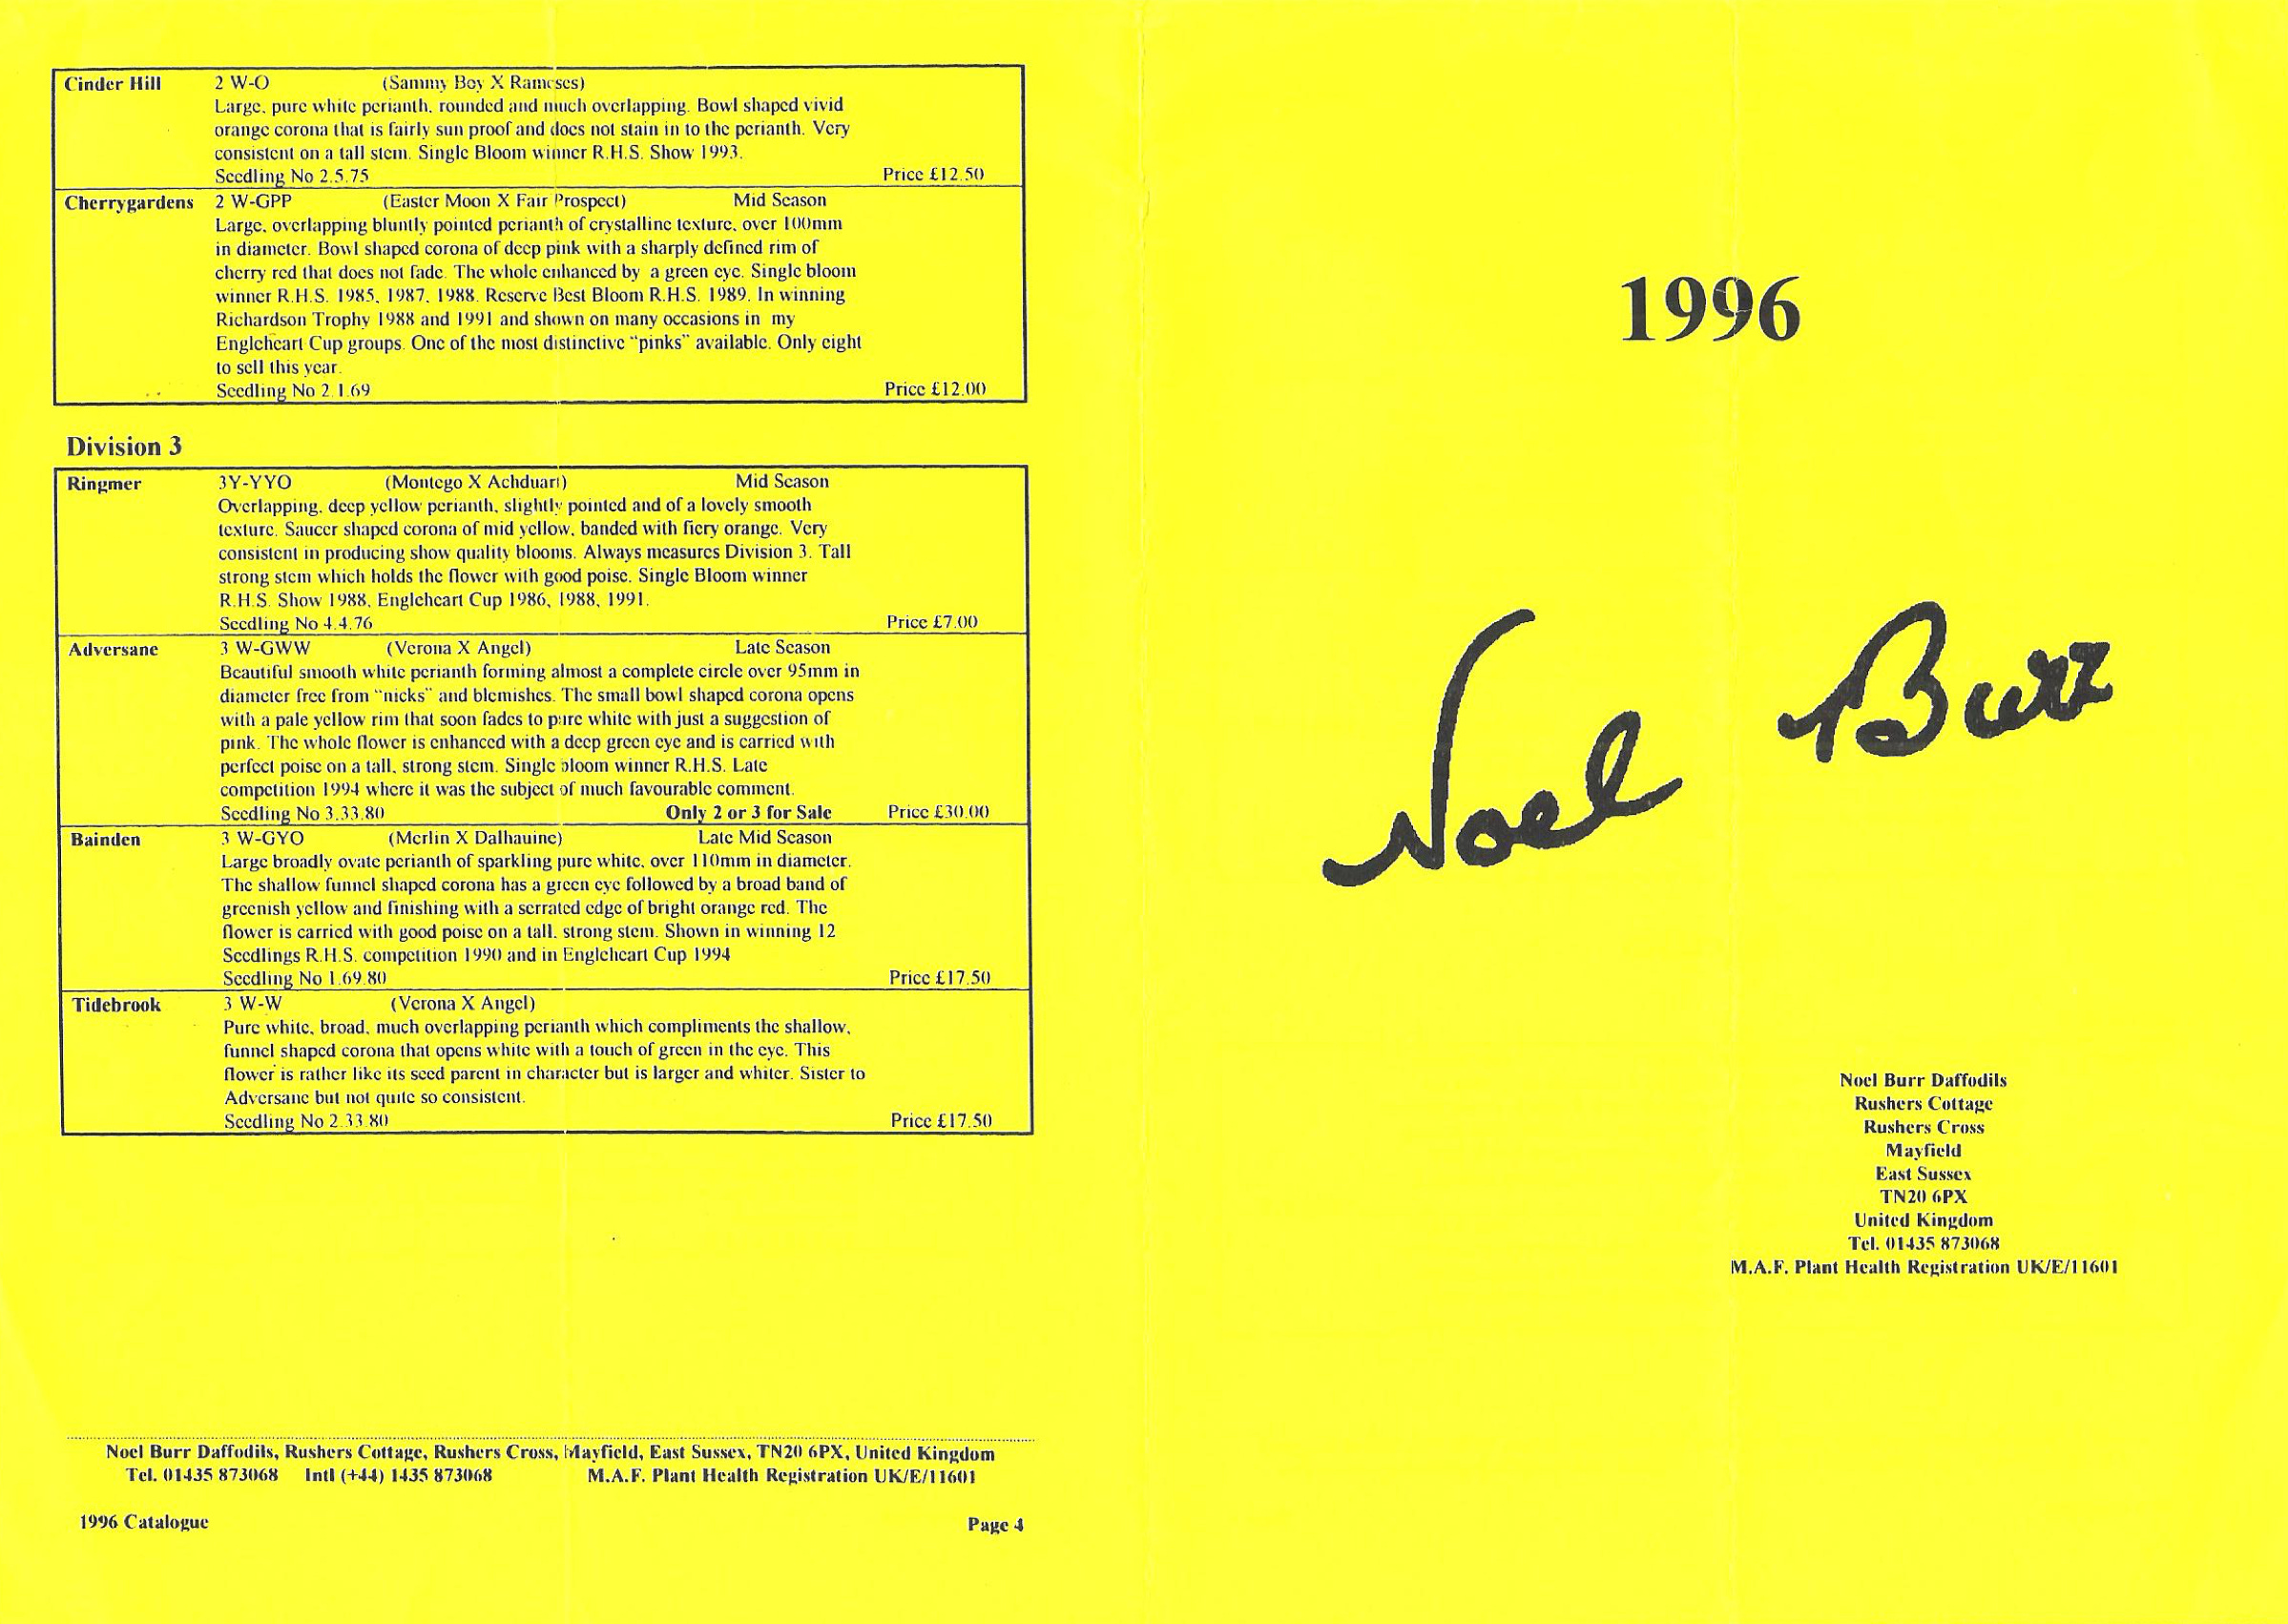 Cinder Hill 2 W-O (Sammy Boy X Rameses)
Large, pure white perianth, rounded and much overlapping. Bowl shaped vivid
orange corona that is fairly sun proof and does not stain in to the perianth. Very
consistent on a tall stem. Single Bloom winner R.H.S. Show 1993.
Seedling No 2.5.75 Price £12.50
Cherrygardens 2 W-GPP (Easter Moon X Fair Prospect) Mid Season
Large, overlapping bluntly pointed perianth of crystalline texture, over 100mm
in diameter. Bowl shaped corona of deep pink with a sharply defined rim of
cherry red that does not fade. The whole enhanced by a green eye. Single bloom
winner R.H.S. 1985, 1987, 1988. Reserve Best Bloom R.H.S. 1989. In winning
Richardson Trophy 1988 and 1991 and shown on many occasions in my
Engleheart Cup groups. One of the most distinctive “pinks” available. Only eight
to sell this year.
Seedling No 2.1.69 Price £12.00
Division 3
Ringmer 3Y-YYO (Montego X Achduart) Mid Season
Overlapping, deep yellow perianth, slightly pointed and of a lovely smooth
texture. Saucer shaped corona of mid yellow, banded with fiery orange. Very
consistent in producing show quality blooms. Always measures Division 3. Tall
strong stem which holds the flower with good poise. Single Bloom winner
R.H.S. Show 1988, Engleheart Cup 1986, 1988, 1991.
Seedling No 4.4.76 Price £7.00
Adversane 3 W-GWW (Verona X Angel) Late Season
Beautiful smooth white perianth forming almost a complete circle over 95mm in
diameter free from “nicks” and blemishes. The small bowl shaped corona opens
with a pale yellow rim that soon fades to pure white with just a suggestion of
pink. The whole flower is enhanced with a deep green eye and is carried with
perfect poise on a tall, strong stem. Single bloom winner R.H.S. Late
competition 1994 where it was the subject of much favourable comment.
Seedling No 3.33.80 Only 2 or 3 for Sale Price £30.00
Bainden 3 W-GYO (Merlin X Dalhauine) Late Mid Season
Large broadly ovate perianth of sparkling pure white, over 110mm in diameter.
The shallow funnel shaped corona has a green eye followed by a broad band of
greenish yellow and finishing with a serrated edge of bright orange red. The
flower is carried with good poise on a tall, strong stem. Shown in winning 12
Seedlings R.H.S. competition 1990 and in Engleheart Cup 1994
Seedling No 1.69.80 Price £17.50
Tidebrook 3 W-W (Verona X Angel)
Pure white, broad, much overlapping perianth which compliments the shallow,
funnel shaped corona that opens white with a touch of green in the eye. This
flower is rather like its seed parent in character but is larger and whiter. Sister to
Adversane but not quite so consistent.
Seedling No 2.33.80 Price £17.50
Noel Burr Daffodils, Rushers Cottage, Rushers Cross, Mayfield, East Sussex, TN20 6PX, United Kingdom
Tel. 01435 873068 Intl (+44) 1435 873068 M.A.F. Plant Health Registration UK/E/11601
1996 Catalogue Page 4
1996
Noel Burr
Noel Burr Daffodils
Rushers Cottage
Rushers Cross
Mayfield
East Sussex
TN20 6PX
United Kingdom
Tel. 01435 873068
M.A.F. Plant Health Registration UK/E/11601